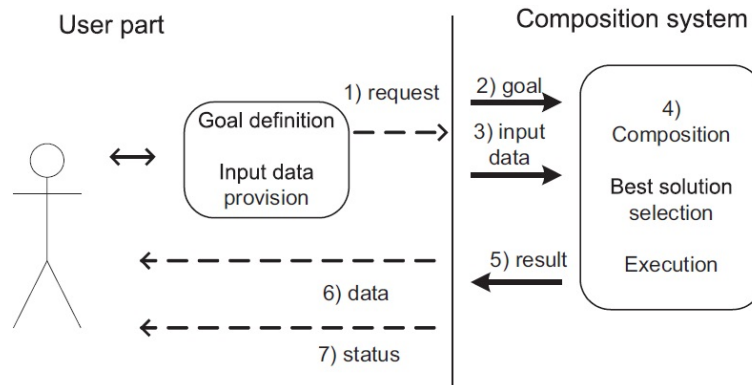 User part
Composition system
1) request
2) goal
3) input
data
Goal definition
Input data
provision
4)
Composition
Best solution
selection
Execution
5) result
6) data
7) status